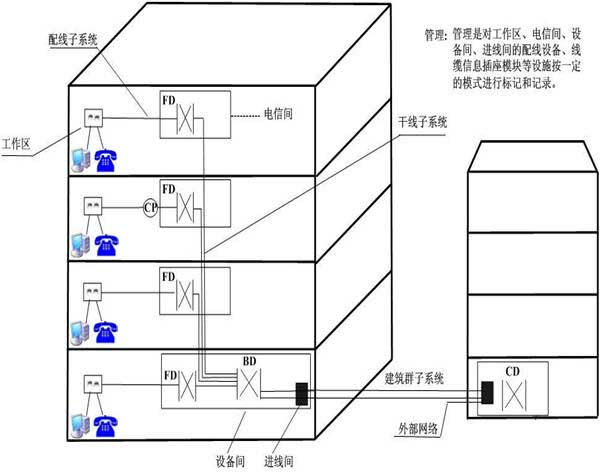 配线子系统
管理：管理是对工作区、电信间、设
备间、进线间的配线设备、线
缆信息插座模块等设施按一定
的模式进行标记和记录。
FD
电信间
干线子系统
工作区
FD
CP
FD
BD
FD
建筑群子系统
CD
外部网络
设备间
进线间